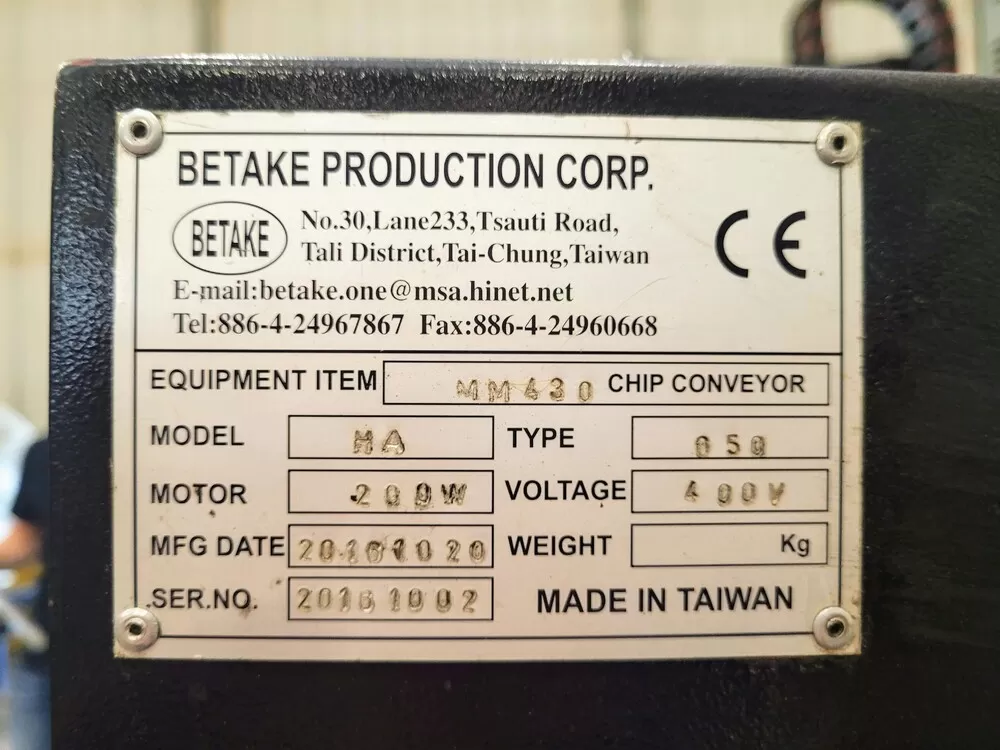 BETAKE PRODUCTION CORP.
BETAKE
No.30,Lane233,Tsauti Road,
Tali District,Tai-Chung,Taiwan
CE
E-mail:betake.one@msa.hinet.net
Tel:886-4-24967867 Fax:886-4-24960668
EQUIPMENT ITEM MM430 CHIP CONVEYOR
MODEL HA TYPE 050
MOTOR 200W VOLTAGE 400V
MFG DATE 20161020 WEIGHT Kg
SER.NO. 20161002 MADE IN TAIWAN